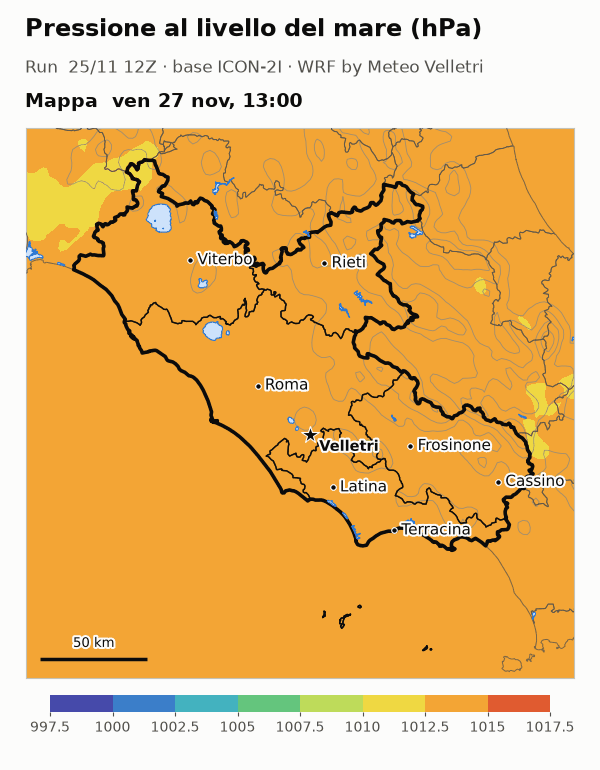 Pressione al livello del mare (hPa)
Run  25/11 12Z · base ICON-2I · WRF by Meteo Velletri
Mappa  ven 27 nov, 13:00
Viterbo
Rieti
Roma
Velletri
Frosinone
Latina
Cassino
Terracina
50 km
997.5 1000 1002.5 1005 1007.5 1010 1012.5 1015 1017.5